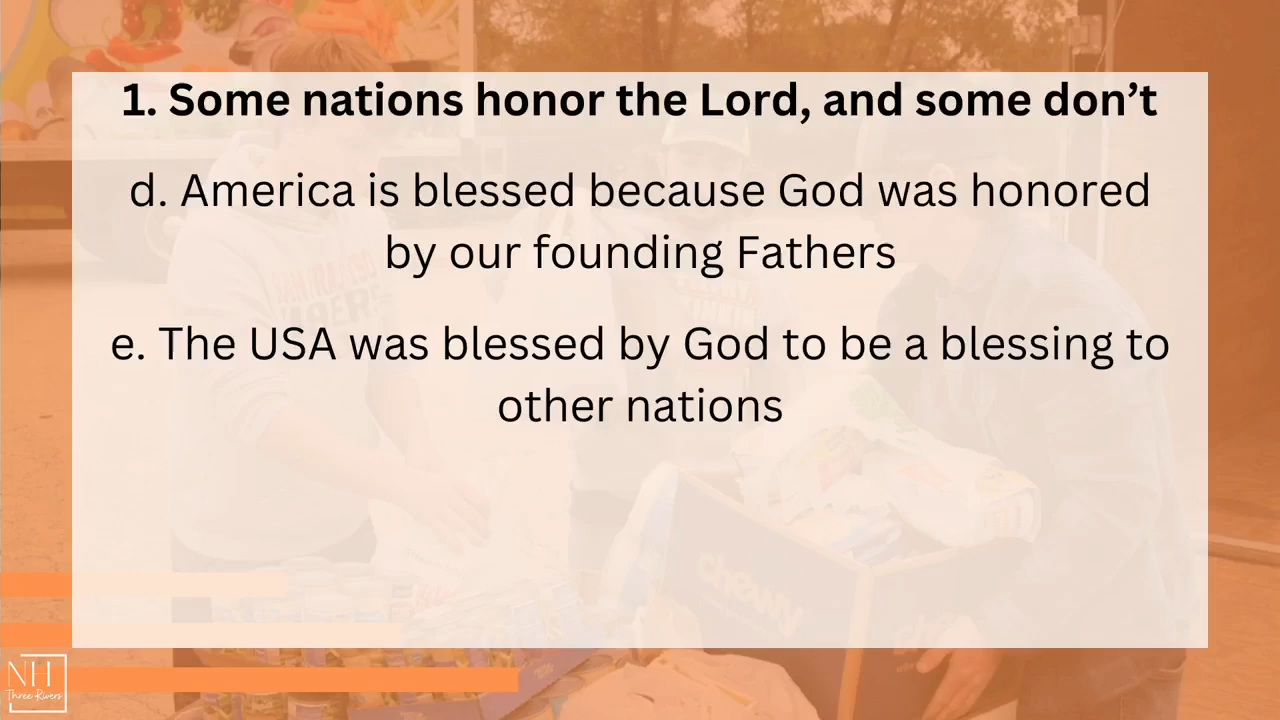 1. Some nations honor the Lord, and some don’t
d. America is blessed because God was honored
by our founding Fathers
e. The USA was blessed by God to be a blessing to
other nations
chewy
NH
Three Rivers